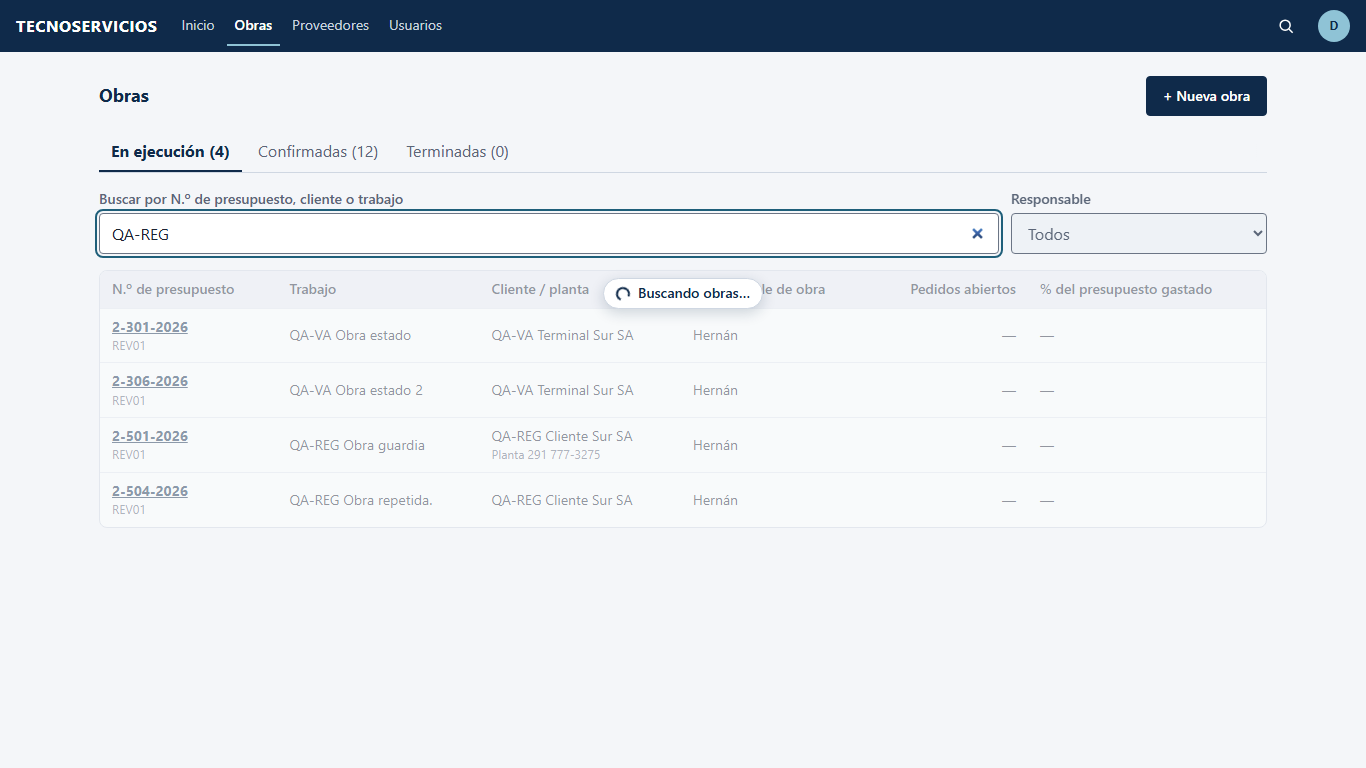 TECNOSERVICIOS Inicio Obras Proveedores Usuarios D
Obras + Nueva obra
En ejecución (4) Confirmadas (12) Terminadas (0)
Buscar por N.º de presupuesto, cliente o trabajo Responsable
QA-REG Todos
N.º de presupuesto Trabajo Cliente / planta Buscando obras... de obra Pedidos abiertos % del presupuesto gastado
2-301-2026 QA-VA Obra estado QA-VA Terminal Sur SA Hernán — —
REV01
2-306-2026 QA-VA Obra estado 2 QA-VA Terminal Sur SA Hernán — —
REV01
2-501-2026 QA-REG Obra guardia QA-REG Cliente Sur SA Hernán — —
REV01 Planta 291 777-3275
2-504-2026 QA-REG Obra repetida. QA-REG Cliente Sur SA Hernán — —
REV01